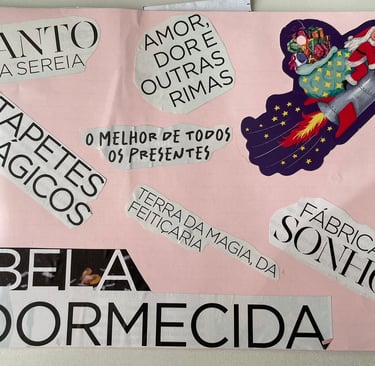 ANTO
A SEREIA
AMOR,
DOR E
OUTRAS
RIMAS
TAPETES
ÁGICOS
O MELHOR DE TODOS
OS PRESENTES
TERRA DA MAGIA, DA
FEITIÇARIA
FABRICA
SONHO
BELA
DORMECIDA